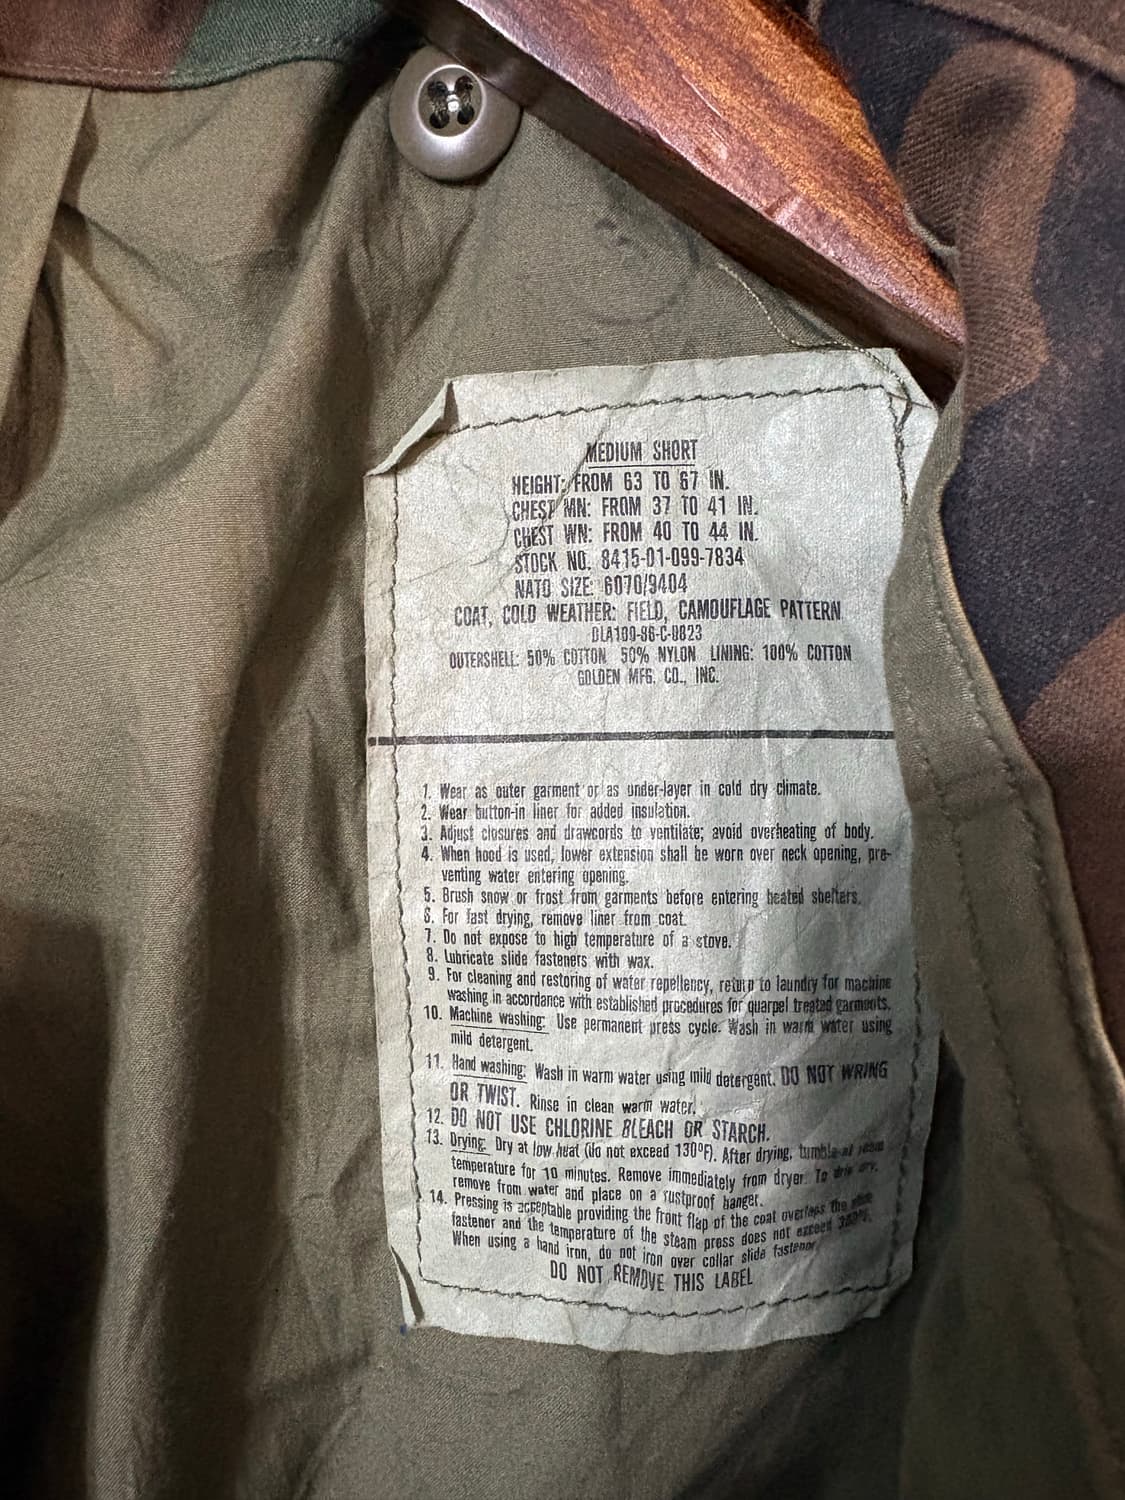 MEDIUM SHORT
HEIGHT: FROM 63 TO 67 IN.
CHEST MN: FROM 37 TO 41 IN.
CHEST WN: FROM 40 TO 44 IN.
STOCK NO. 8415-01-099-7834
NATO SIZE: 6070/9404
COAT, COLD WEATHER: FIELD, CAMOUFLAGE PATTERN
DLA100-86-C-0823
OUTERSHELL: 50% COTTON 50% NYLON LINING: 100% COTTON
GOLDEN MFG. CO., INC.
1. Wear as outer garment or as under-layer in cold dry climate.
2. Wear button-in liner for added insulation.
3. Adjust closures and drawcords to ventilate; avoid overheating of body.
4. When hood is used, lower extension shall be worn over neck opening, pre-
venting water entering opening.
5. Brush snow or frost from garments before entering heated shelters.
6. For fast drying, remove liner from coat.
7. Do not expose to high temperature of a stove.
8. Lubricate slide fasteners with wax.
9. For cleaning and restoring of water repellency, return to laundry for machine
washing in accordance with established procedures for quarpel treated garments.
10. Machine washing: Use permanent press cycle. Wash in warm water using
mild detergent.
11. Hand washing: Wash in warm water using mild detergent. DO NOT WRING
OR TWIST. Rinse in clean warm water.
12. DO NOT USE CHLORINE BLEACH OR STARCH.
13. Drying: Dry at low heat (do not exceed 130°F). After drying, tumble at room
temperature for 10 minutes. Remove immediately from dryer. To drip dry,
remove from water and place on a rustproof hanger.
14. Pressing is acceptable providing the front flap of the coat overlaps the slide
fastener and the temperature of the steam press does not exceed
When using a hand iron, do not iron over collar slide fastener.
DO NOT REMOVE THIS LABEL